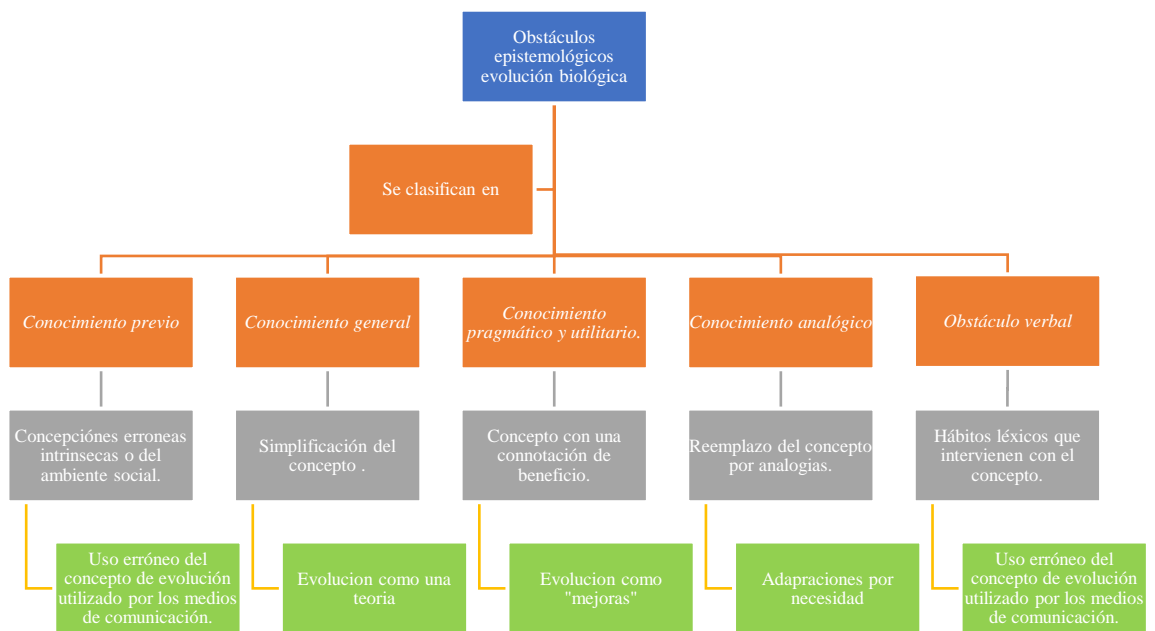 Obstáculos
epistemológicos
evolución biológica
Se clasifican en
Conocimiento previo
Conocimiento general
Conocimiento
pragmático y utilitario.
Conocimiento analógico
Obstáculo verbal
Concepciónes erroneas
intrinsecas o del
ambiente social.
Simplificación del
concepto .
Concepto con una
connotación de
beneficio.
Reemplazo del concepto
por analogias.
Hábitos léxicos que
intervienen con el
concepto.
Uso erróneo del
concepto de evolución
utilizado por los medios
de comunicación.
Evolucion como una
teoria
Evolucion como
"mejoras"
Adapraciones por
necesidad
Uso erróneo del
concepto de evolución
utilizado por los medios
de comunicación.